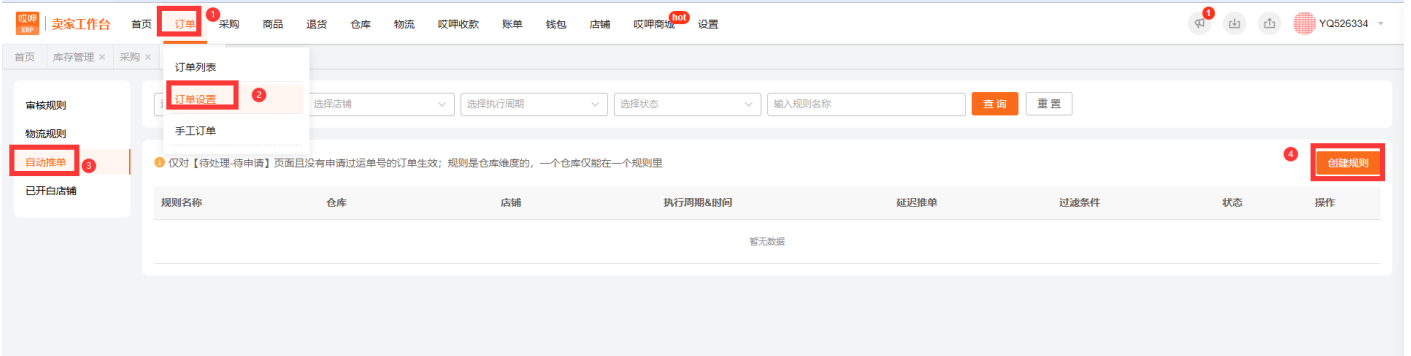 哎呷 ERP 卖家工作台 首页 订单 1 采购 商品 退货 仓库 物流 哎呷收款 账单 钱包 店铺 哎呷商城 hot 设置 1 YQ526334
首页 库存管理 × 采购 ×
订单列表
订单设置 2
手工订单
审核规则
物流规则
自动推单 3
已开白店铺
选择店铺 选择执行周期 选择状态 输入规则名称 查询 重置
仅对【待处理-待申请】页面且没有申请过运单号的订单生效；规则是仓库维度的，一个仓库仅能在一个规则里 4 创建规则
规则名称 仓库 店铺 执行周期&时间 延迟推单 过滤条件 状态 操作
暂无数据